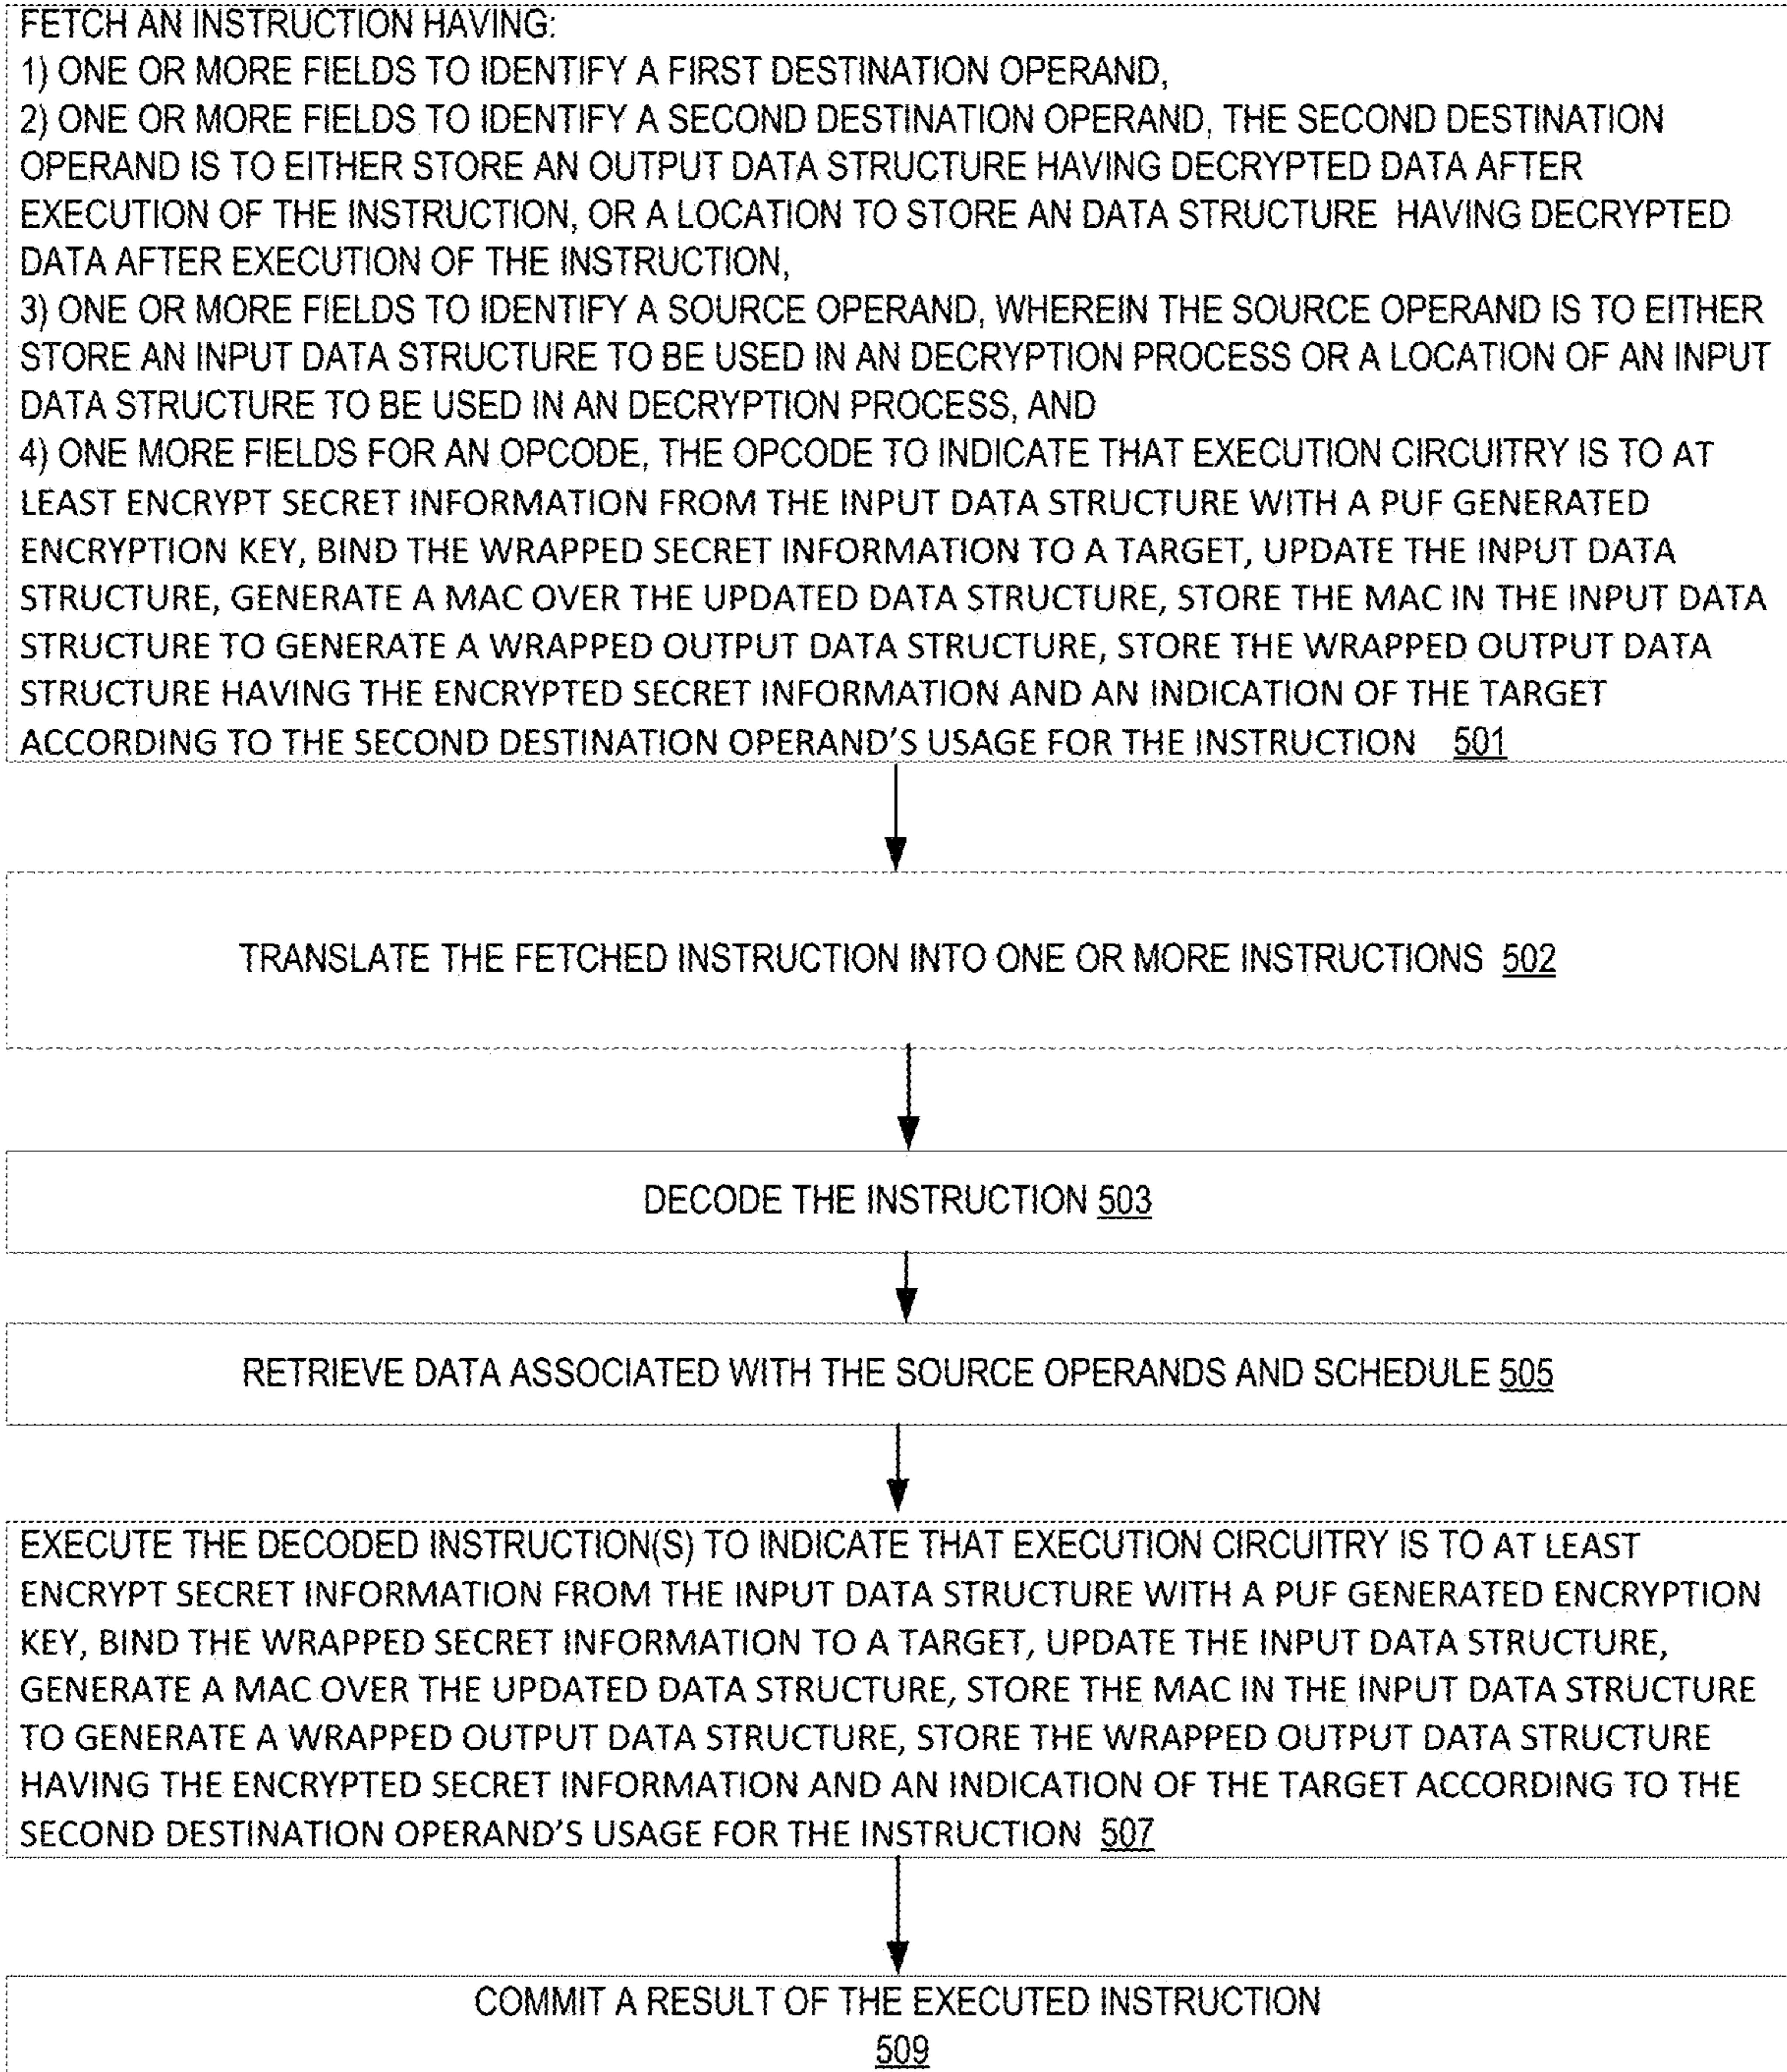 FETCH AN INSTRUCTION HAVING:
1) ONE OR MORE FIELDS TO IDENTIFY A FIRST DESTINATION OPERAND,
2) ONE OR MORE FIELDS TO IDENTIFY A SECOND DESTINATION OPERAND, THE SECOND DESTINATION
OPERAND IS TO EITHER STORE AN OUTPUT DATA STRUCTURE HAVING DECRYPTED DATA AFTER
EXECUTION OF THE INSTRUCTION, OR A LOCATION TO STORE AN DATA STRUCTURE HAVING DECRYPTED
DATA AFTER EXECUTION OF THE INSTRUCTION,
3) ONE OR MORE FIELDS TO IDENTIFY A SOURCE OPERAND, WHEREIN THE SOURCE OPERAND IS TO EITHER
STORE AN INPUT DATA STRUCTURE TO BE USED IN AN DECRYPTION PROCESS OR A LOCATION OF AN INPUT
DATA STRUCTURE TO BE USED IN AN DECRYPTION PROCESS, AND
4) ONE MORE FIELDS FOR AN OPCODE, THE OPCODE TO INDICATE THAT EXECUTION CIRCUITRY IS TO AT
LEAST ENCRYPT SECRET INFORMATION FROM THE INPUT DATA STRUCTURE WITH A PUF GENERATED
ENCRYPTION KEY, BIND THE WRAPPED SECRET INFORMATION TO A TARGET, UPDATE THE INPUT DATA
STRUCTURE, GENERATE A MAC OVER THE UPDATED DATA STRUCTURE, STORE THE MAC IN THE INPUT DATA
STRUCTURE TO GENERATE A WRAPPED OUTPUT DATA STRUCTURE, STORE THE WRAPPED OUTPUT DATA
STRUCTURE HAVING THE ENCRYPTED SECRET INFORMATION AND AN INDICATION OF THE TARGET
ACCORDING TO THE SECOND DESTINATION OPERAND'S USAGE FOR THE INSTRUCTION 501
TRANSLATE THE FETCHED INSTRUCTION INTO ONE OR MORE INSTRUCTIONS 502
DECODE THE INSTRUCTION 503
RETRIEVE DATA ASSOCIATED WITH THE SOURCE OPERANDS AND SCHEDULE 505
EXECUTE THE DECODED INSTRUCTION(S) TO INDICATE THAT EXECUTION CIRCUITRY IS TO AT LEAST
ENCRYPT SECRET INFORMATION FROM THE INPUT DATA STRUCTURE WITH A PUF GENERATED ENCRYPTION
KEY, BIND THE WRAPPED SECRET INFORMATION TO A TARGET, UPDATE THE INPUT DATA STRUCTURE,
GENERATE A MAC OVER THE UPDATED DATA STRUCTURE, STORE THE MAC IN THE INPUT DATA STRUCTURE
TO GENERATE A WRAPPED OUTPUT DATA STRUCTURE, STORE THE WRAPPED OUTPUT DATA STRUCTURE
HAVING THE ENCRYPTED SECRET INFORMATION AND AN INDICATION OF THE TARGET ACCORDING TO THE
SECOND DESTINATION OPERAND'S USAGE FOR THE INSTRUCTION 507
COMMIT A RESULT OF THE EXECUTED INSTRUCTION
509